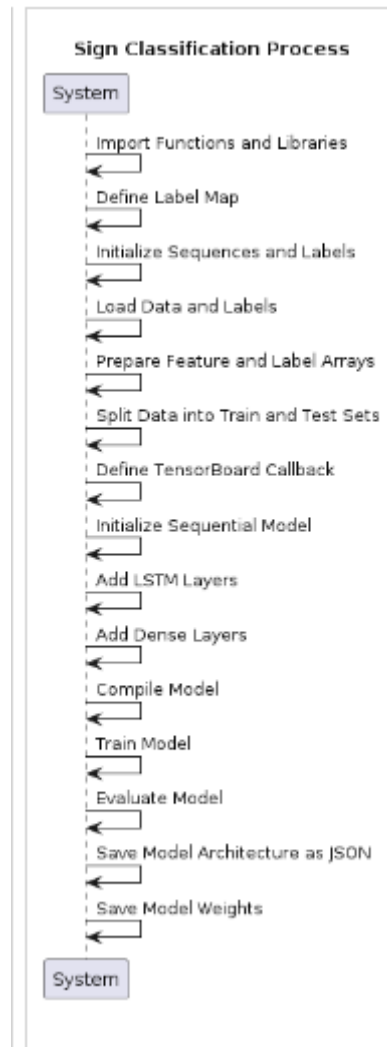 Sign Classification Process
System
Import Functions and Libraries
Define Label Map
Initialize Sequences and Labels
Load Data and Labels
Prepare Feature and Label Arrays
Split Data into Train and Test Sets
Define TensorBoard Callback
Initialize Sequential Model
Add LSTM Layers
Add Dense Layers
Compile Model
Train Model
Evaluate Model
Save Model Architecture as JSON
Save Model Weights
System